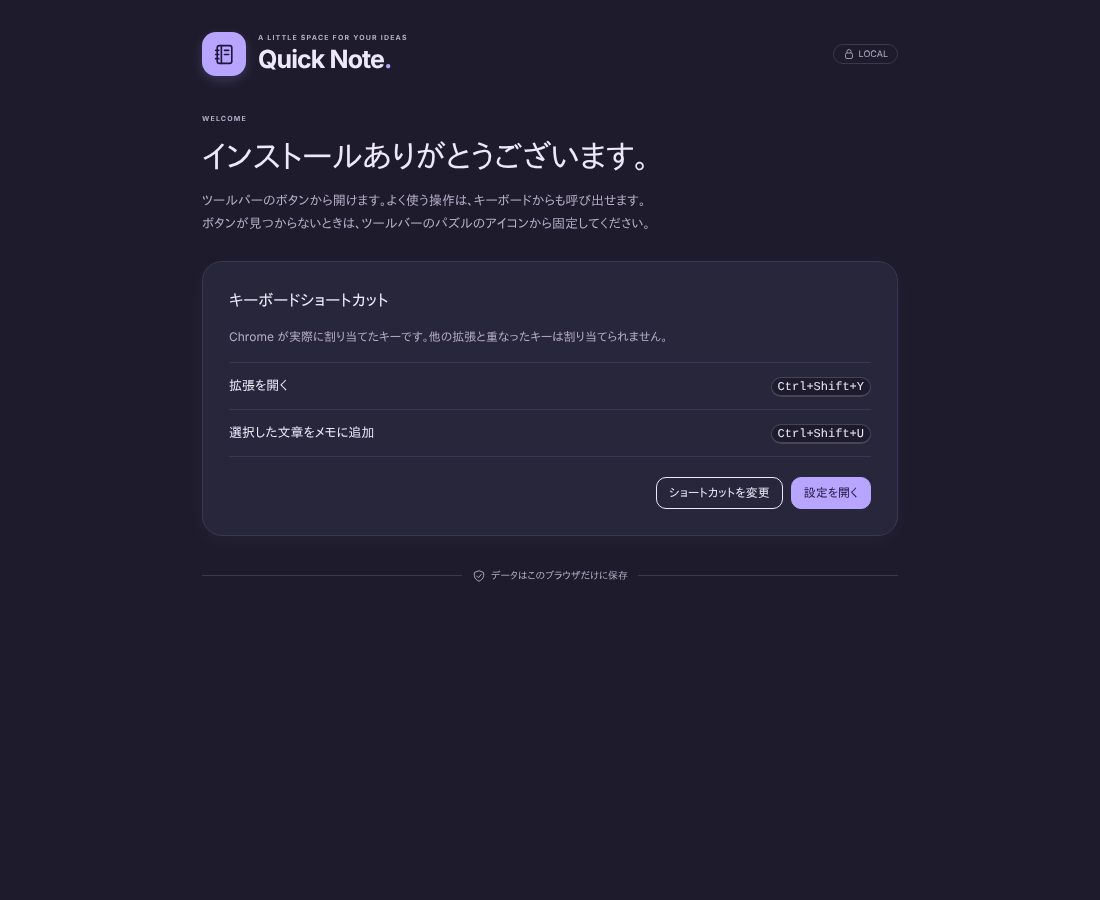 A LITTLE SPACE FOR YOUR IDEAS
Quick Note.
LOCAL
WELCOME
インストールありがとうございます。
ツールバーのボタンから開けます。よく使う操作は、キーボードからも呼び出せます。
ボタンが見つからないときは、ツールバーのパズルのアイコンから固定してください。
キーボードショートカット
Chrome が実際に割り当てたキーです。他の拡張と重なったキーは割り当てられません。
拡張を開く
Ctrl+Shift+Y
選択した文章をメモに追加
Ctrl+Shift+U
ショートカットを変更
設定を開く
データはこのブラウザだけに保存